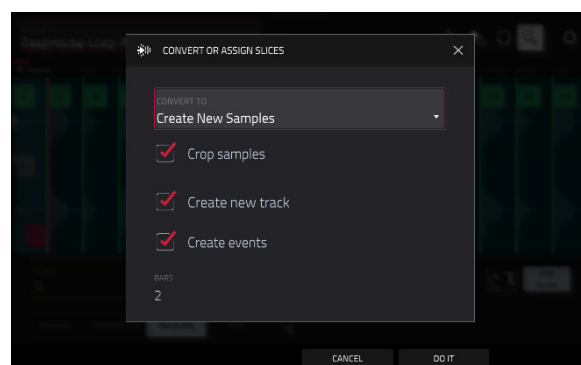 CONVERT OR ASSIGN SLICES
CONVERT TO
Create New Samples
Crop samples
Create new track
Create events
BARS
2
CANCEL DO IT